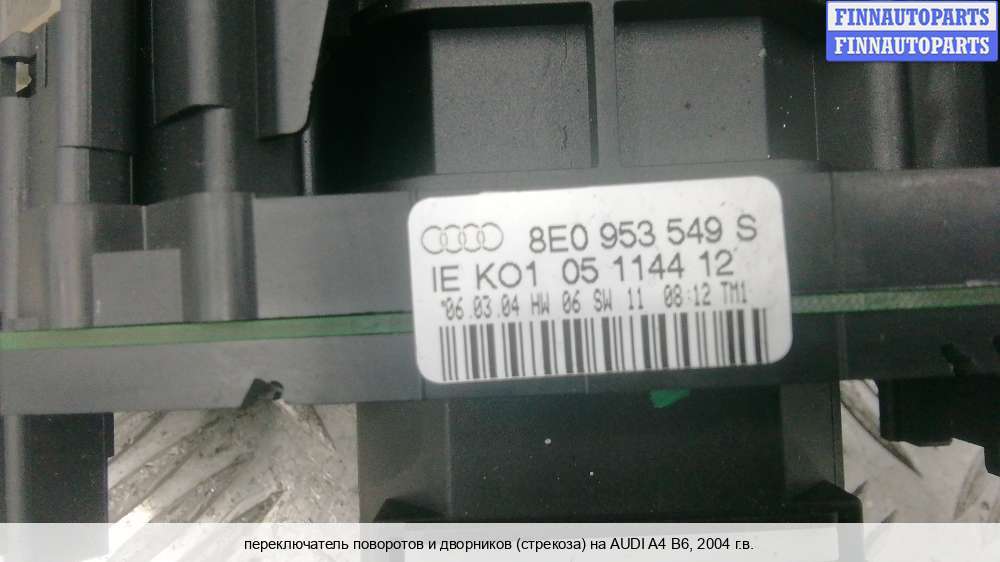 FINNAUTOPARTS
FINNAUTOPARTS
8E0 953 549 S
IE KO1 05 1144 12
*06.03.04 HW 06 SW 11 08:12 TM1
переключатель поворотов и дворников (стрекоза) на AUDI A4 B6, 2004 г.в.